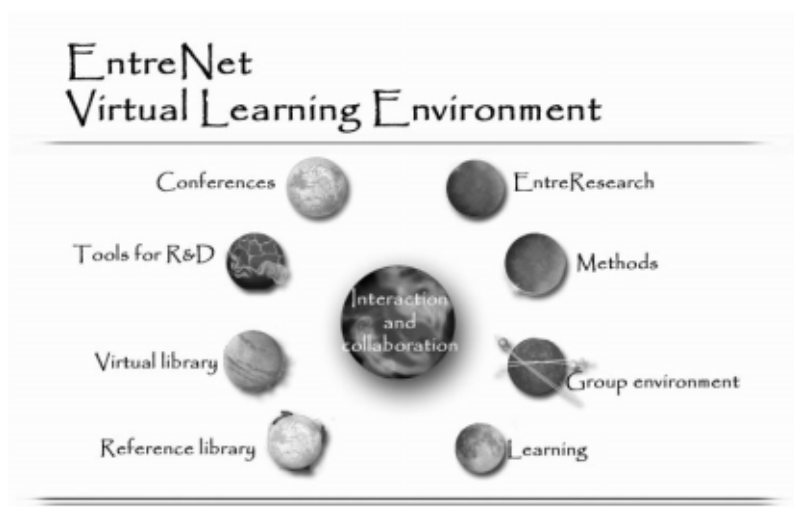 EntreNet
Virtual Learning Environment
Conferences
EntreResearch
Tools for R&D
Methods
Interaction
and
collaboration
Virtual library
Group environment
Reference library
Learning